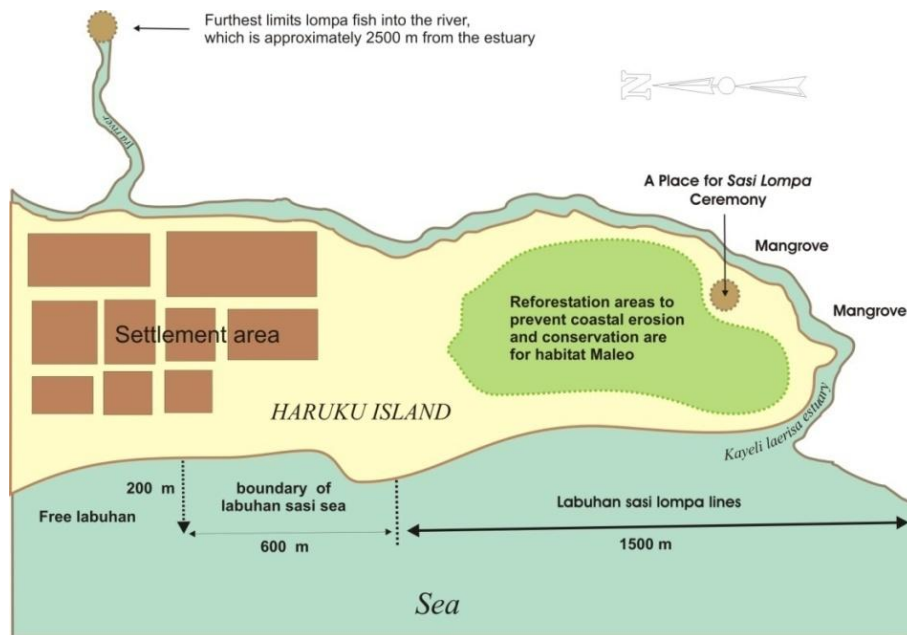 Furthest limits lompa fish into the river,
which is approximately 2500 m from the estuary
N
A Place for Sasi Lompa
Ceremony
Mangrove
Mangrove
Reforestation areas to
prevent coastal erosion
and conservation are
for habitat Maleo
Settlement area
HARUKU ISLAND
Kayeli laerisa estuary
200 m
boundary of
labuhan sasi sea
Labuhan sasi lompa lines
Free labuhan
600 m
1500 m
Sea